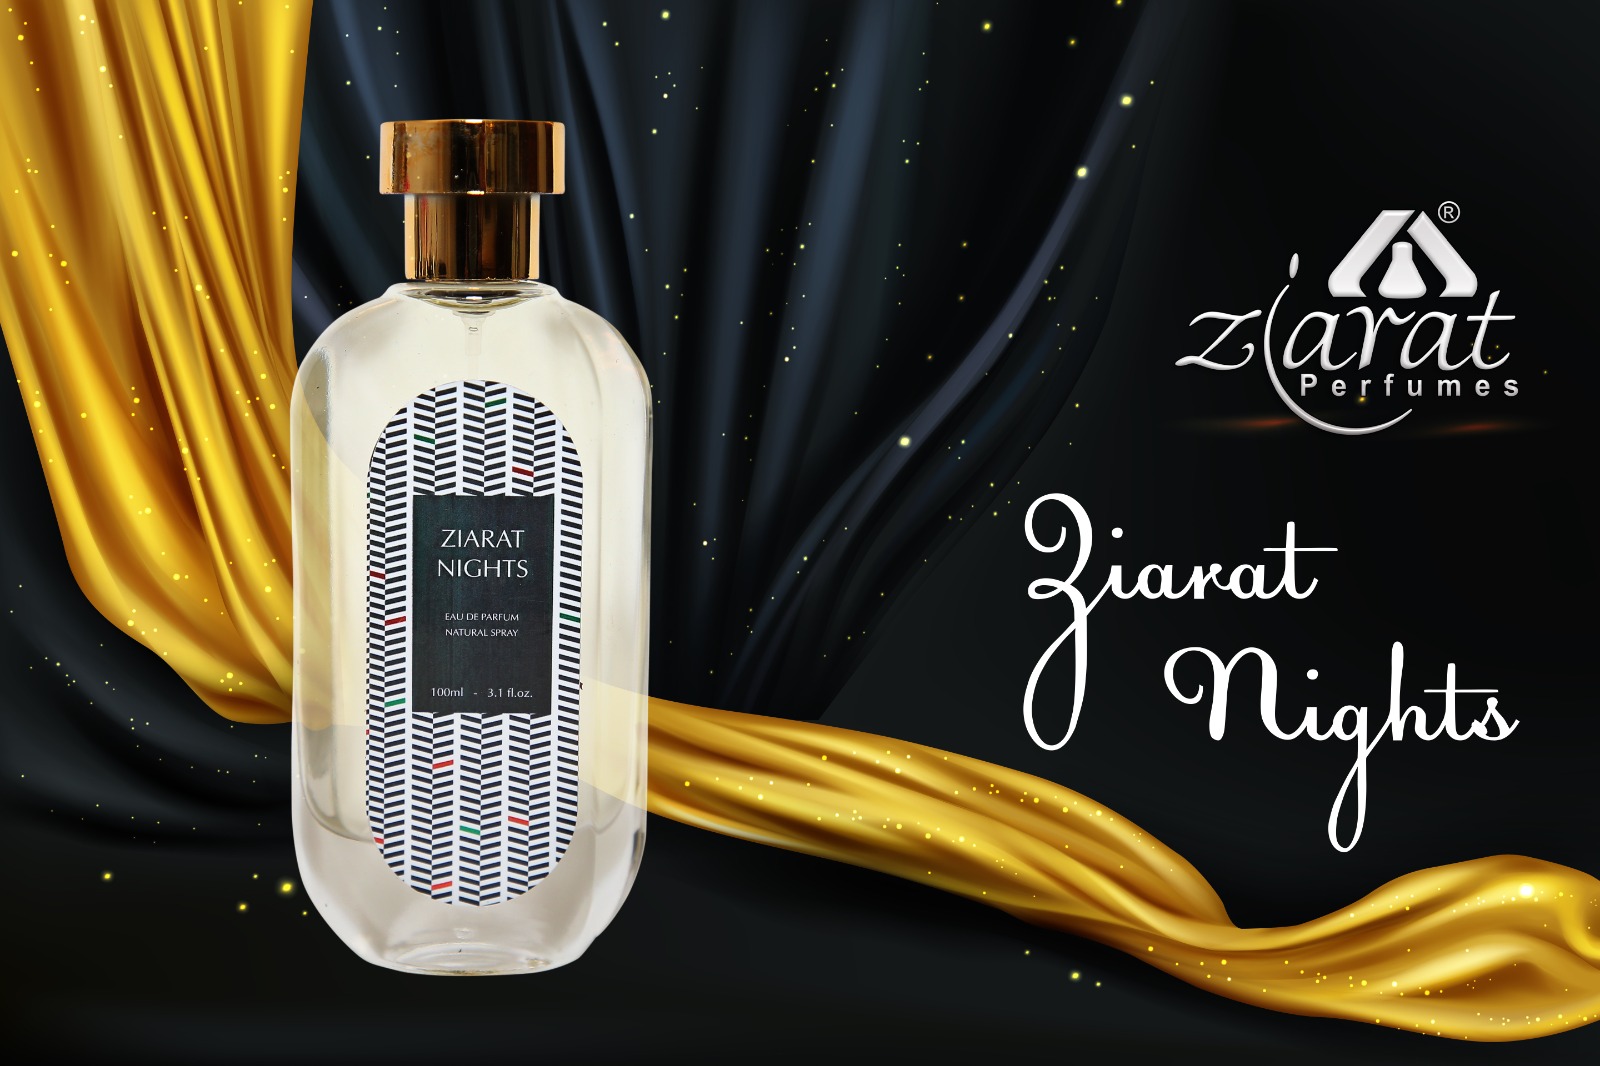 ZIARAT
NIGHTS
EAU DE PARFUM
NATURAL SPRAY
100ml - 3.1 fl.oz.
®
ziarat
Perfumes
Ziarat
Nights